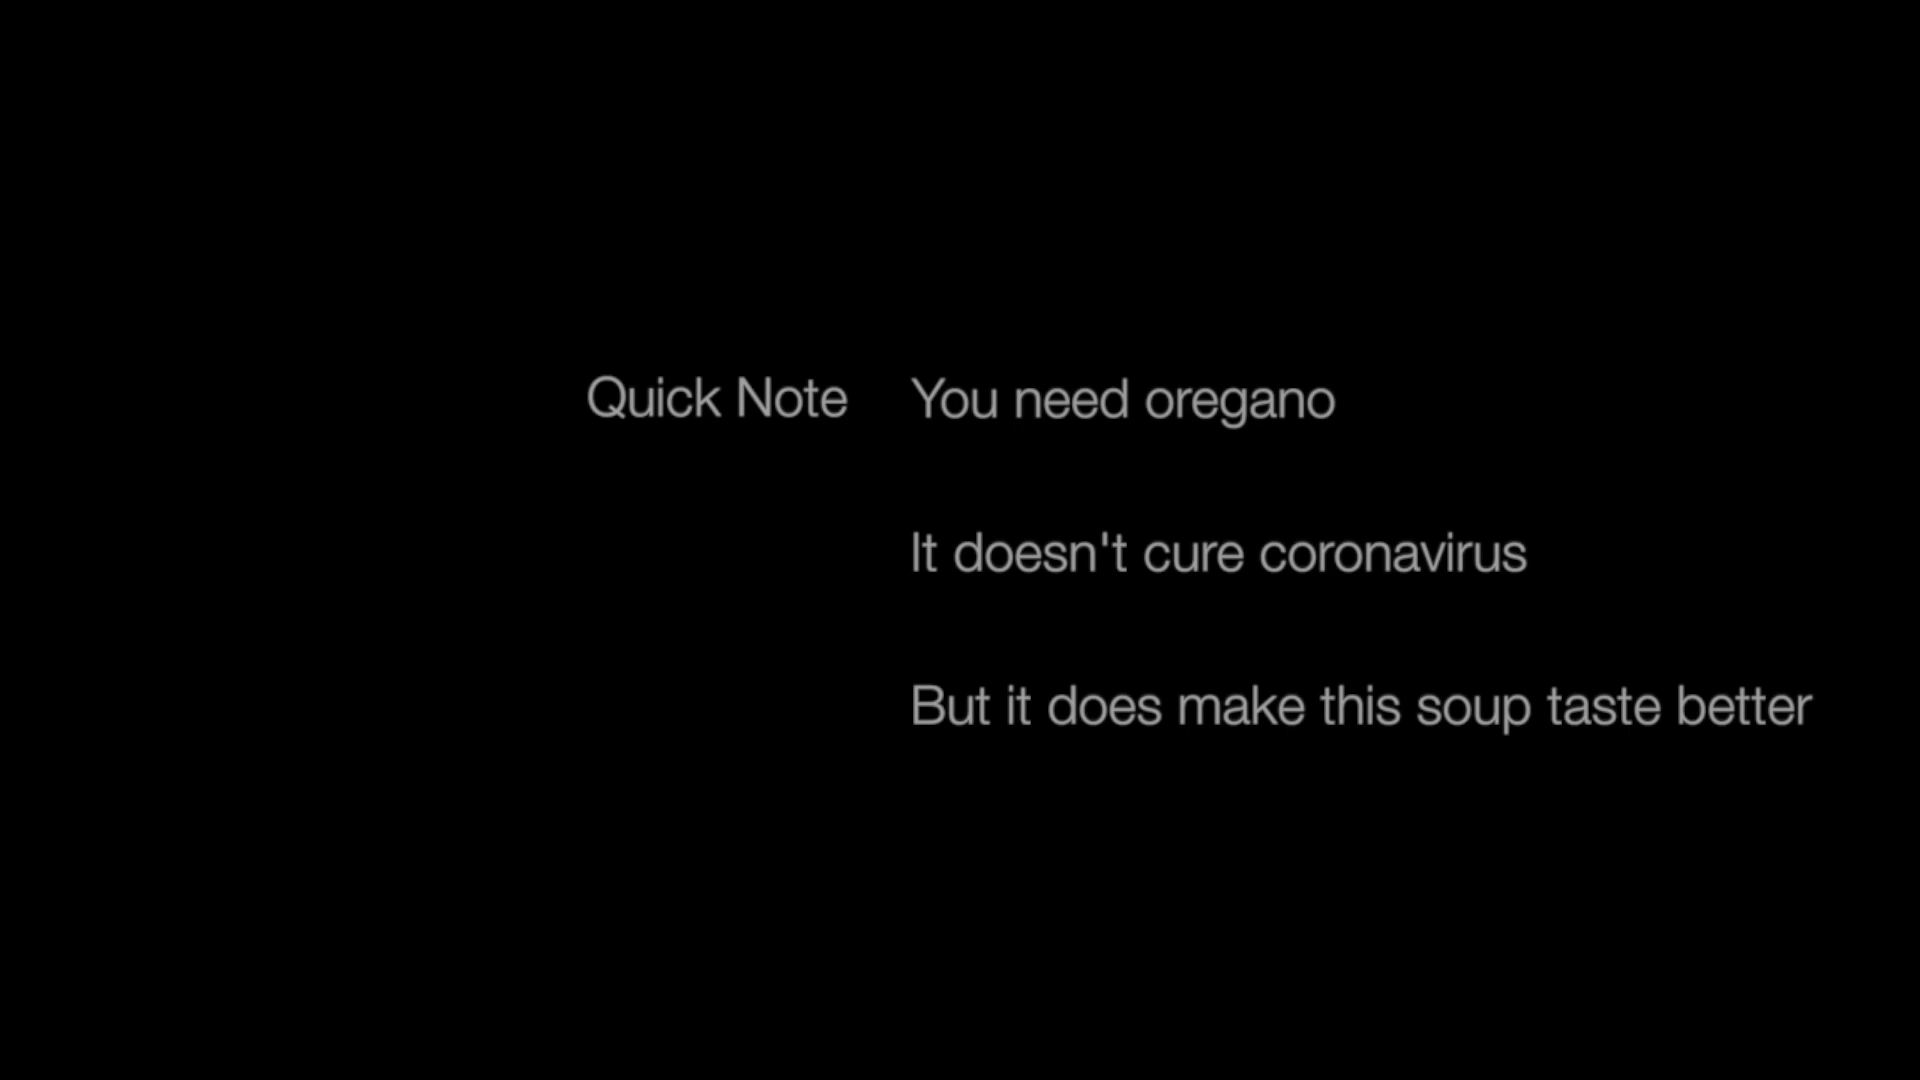 Quick Note You need oregano
It doesn't cure coronavirus
But it does make this soup taste better